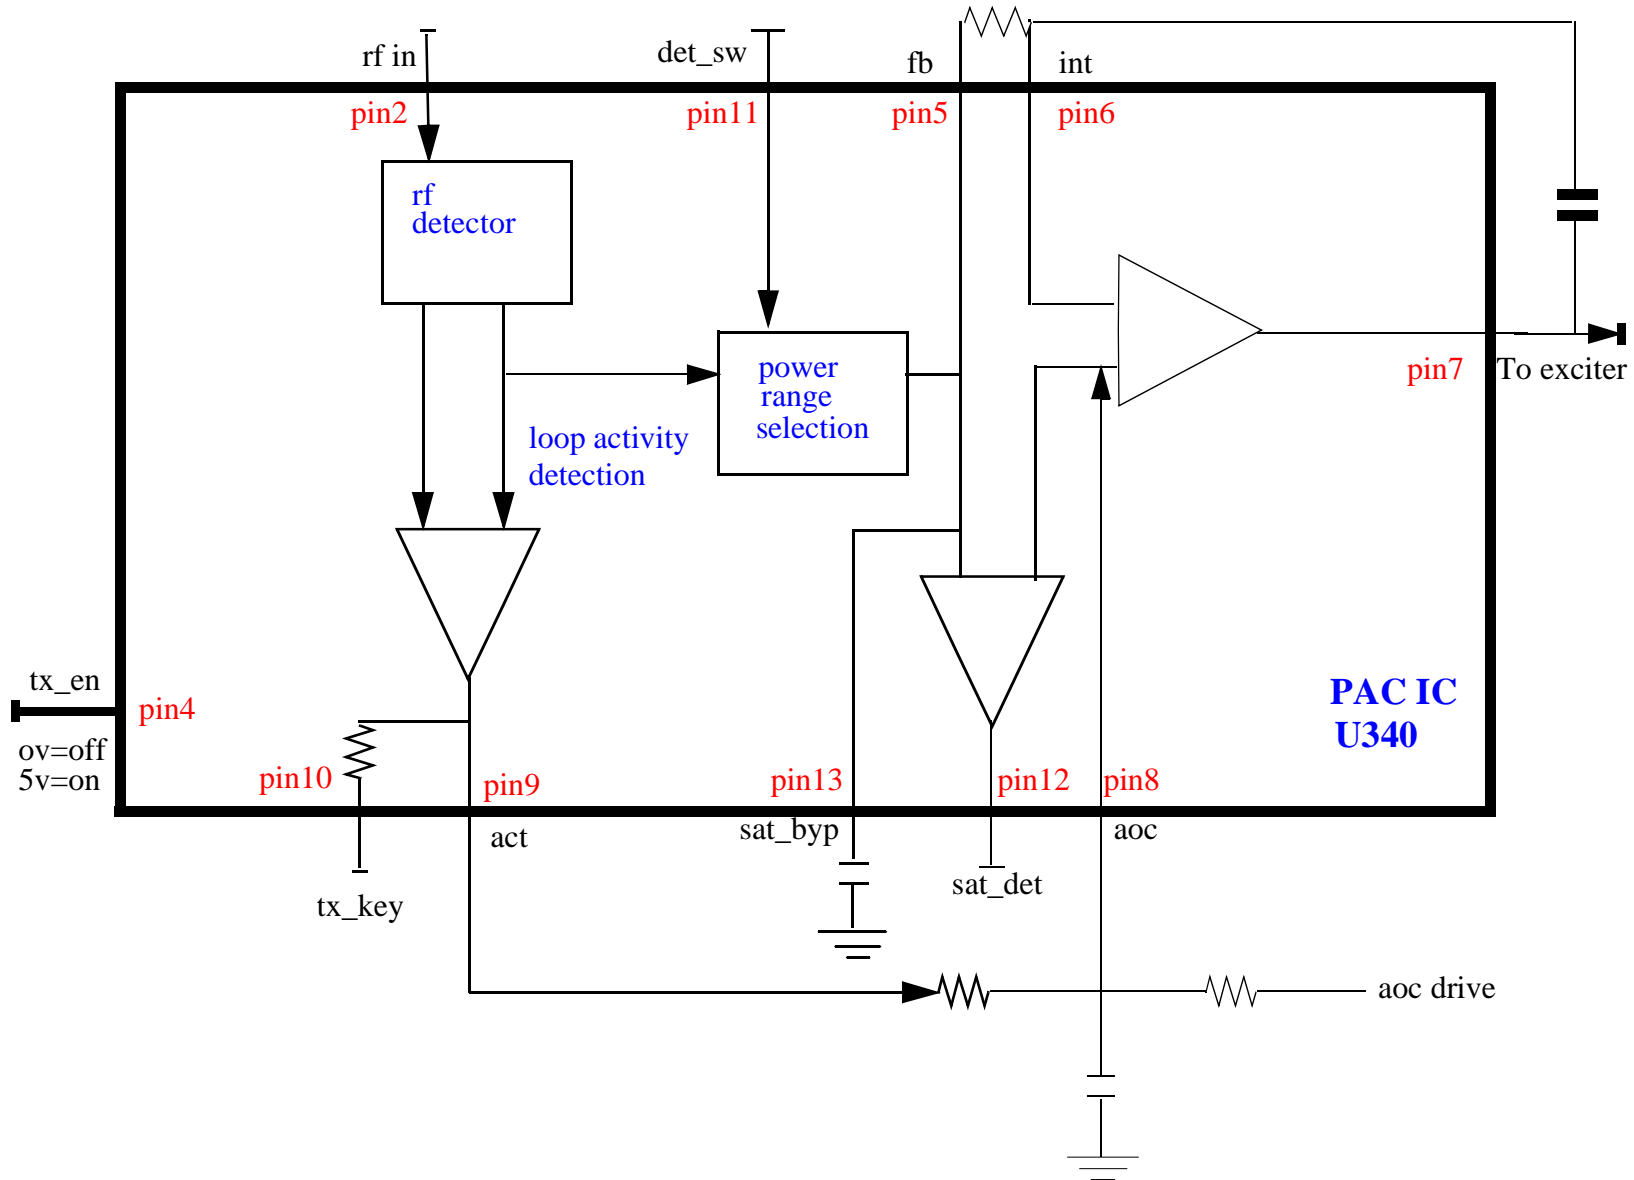 rf in
det_sw
fb
int
pin2
pin11
pin5
pin6
rf
detector
power
range
selection
pin7
To exciter
loop activity
detection
tx_en
pin4
ov=off
5v=on
PAC IC
U340
pin10
pin9
pin13
pin12
pin8
act
sat_byp
aoc
tx_key
sat_det
aoc drive